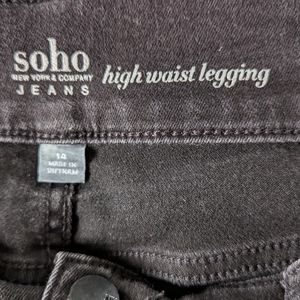 soho
NEW YORK & COMPANY
JEANS
high waist legging
14
MADE IN
VIETNAM